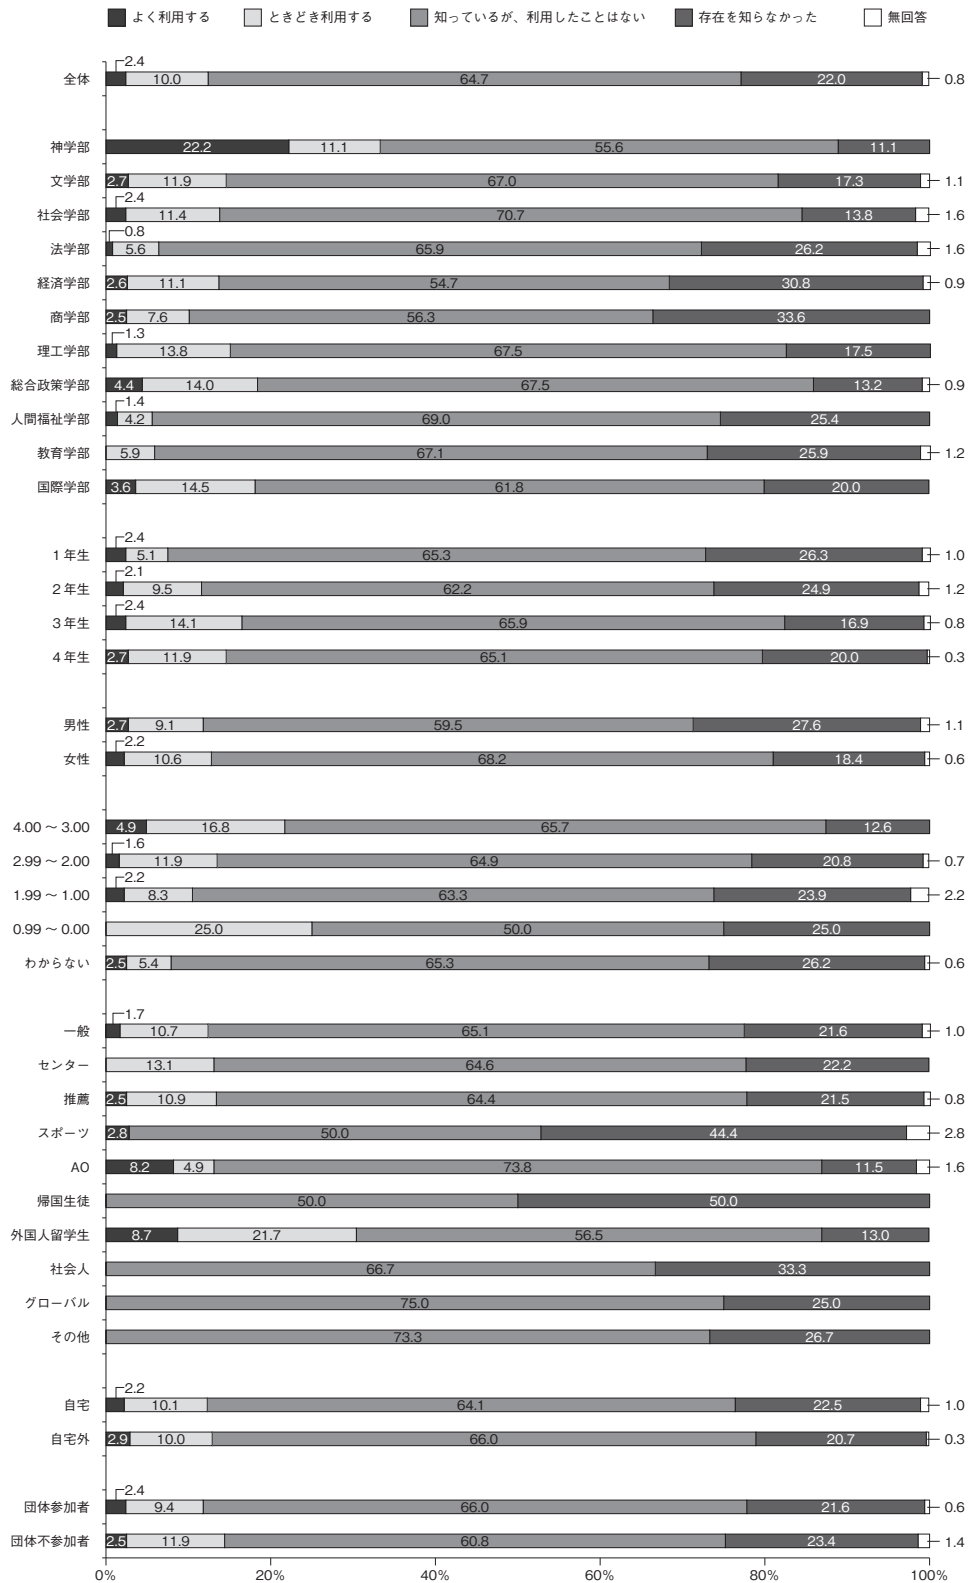 よく利用する ときどき利用する 知っているが、利用したことはない 存在を知らなかった 無回答
全体 2.4 10.0 64.7 22.0 0.8
神学部 22.2 11.1 55.6 11.1
文学部 2.7 11.9 67.0 17.3 1.1
社会学部 2.4 11.4 70.7 13.8 1.6
法学部 0.8 5.6 65.9 26.2 1.6
経済学部 2.6 11.1 54.7 30.8 0.9
商学部 2.5 7.6 56.3 33.6
理工学部 1.3 13.8 67.5 17.5
総合政策学部 4.4 14.0 67.5 13.2 0.9
人間福祉学部 1.4 4.2 69.0 25.4
教育学部 5.9 67.1 25.9 1.2
国際学部 3.6 14.5 61.8 20.0
1年生 2.4 5.1 65.3 26.3 1.0
2年生 2.1 9.5 62.2 24.9 1.2
3年生 2.4 14.1 65.9 16.9 0.8
4年生 2.7 11.9 65.1 20.0 0.3
男性 2.7 9.1 59.5 27.6 1.1
女性 2.2 10.6 68.2 18.4 0.6
4.00～3.00 4.9 16.8 65.7 12.6
2.99～2.00 1.6 11.9 64.9 20.8 0.7
1.99～1.00 2.2 8.3 63.3 23.9 2.2
0.99～0.00 25.0 50.0 25.0
わからない 2.5 5.4 65.3 26.2 0.6
一般 1.7 10.7 65.1 21.6 1.0
センター 13.1 64.6 22.2
推薦 2.5 10.9 64.4 21.5 0.8
スポーツ 2.8 50.0 44.4 2.8
AO 8.2 4.9 73.8 11.5 1.6
帰国生徒 50.0 50.0
外国人留学生 8.7 21.7 56.5 13.0
社会人 66.7 33.3
グローバル 75.0 25.0
その他 73.3 26.7
自宅 2.2 10.1 64.1 22.5 1.0
自宅外 2.9 10.0 66.0 20.7 0.3
団体参加者 2.4 9.4 66.0 21.6 0.6
団体不参加者 2.5 11.9 60.8 23.4 1.4
0% 20% 40% 60% 80% 100%